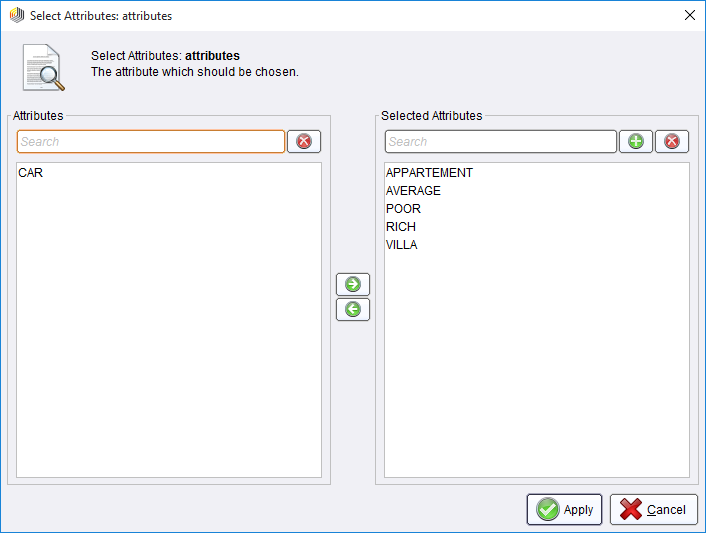 Select Attributes: attributes
Select Attributes: attributes
The attribute which should be chosen.
Attributes
Search
CAR
Selected Attributes
Search
APPARTEMENT
AVERAGE
POOR
RICH
VILLA
Apply
Cancel